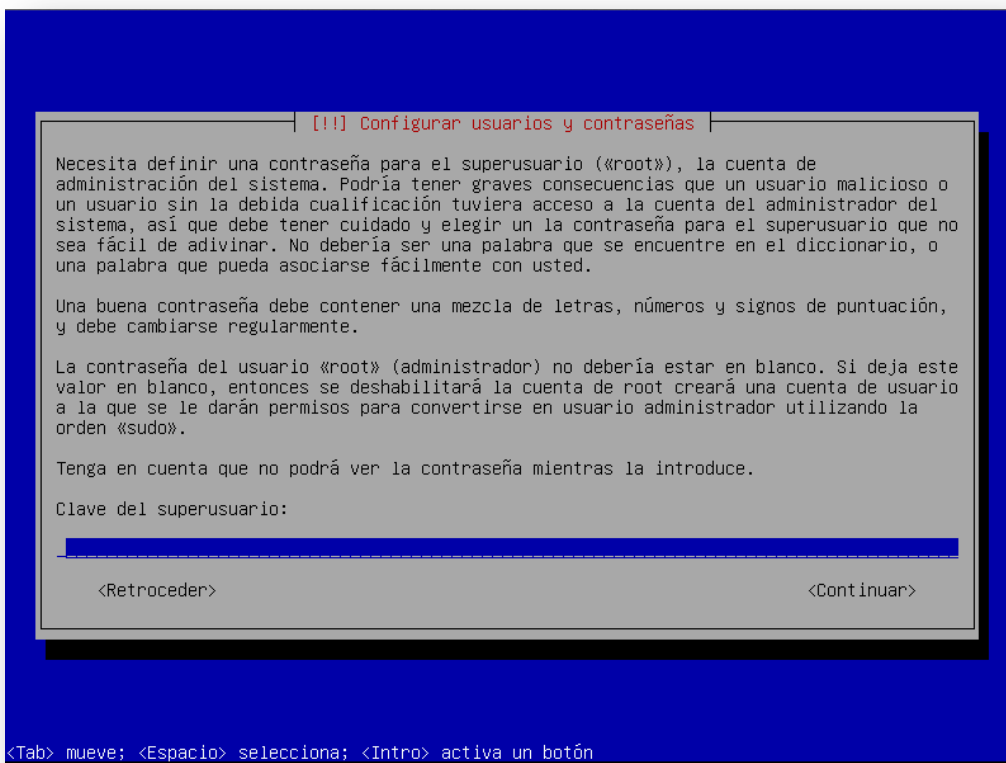 [!!] Configurar usuarios y contraseñas
Necesita definir una contraseña para el superusuario («root»), la cuenta de
administración del sistema. Podría tener graves consecuencias que un usuario malicioso o
un usuario sin la debida cualificación tuviera acceso a la cuenta del administrador del
sistema, así que debe tener cuidado y elegir un la contraseña para el superusuario que no
sea fácil de adivinar. No debería ser una palabra que se encuentre en el diccionario, o
una palabra que pueda asociarse fácilmente con usted.
Una buena contraseña debe contener una mezcla de letras, números y signos de puntuación,
y debe cambiarse regularmente.
La contraseña del usuario «root» (administrador) no debería estar en blanco. Si deja este
valor en blanco, entonces se deshabilitará la cuenta de root creará una cuenta de usuario
a la que se le darán permisos para convertirse en usuario administrador utilizando la
orden «sudo».
Tenga en cuenta que no podrá ver la contraseña mientras la introduce.
Clave del superusuario:
<Retroceder> <Continuar>
<Tab> mueve; <Espacio> selecciona; <Intro> activa un botón